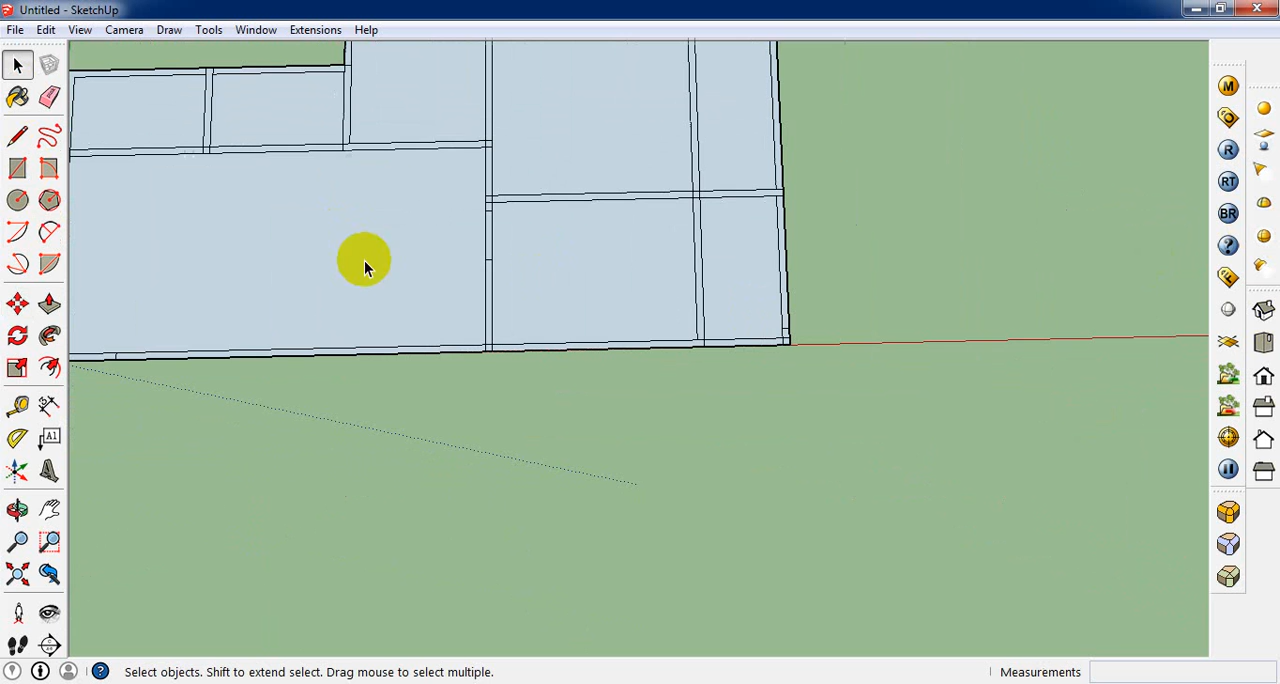 Untitled - SketchUp
File Edit View Camera Draw Tools Window Extensions Help
M
R
RT
BR
A1
Select objects. Shift to extend select. Drag mouse to select multiple.
Measurements